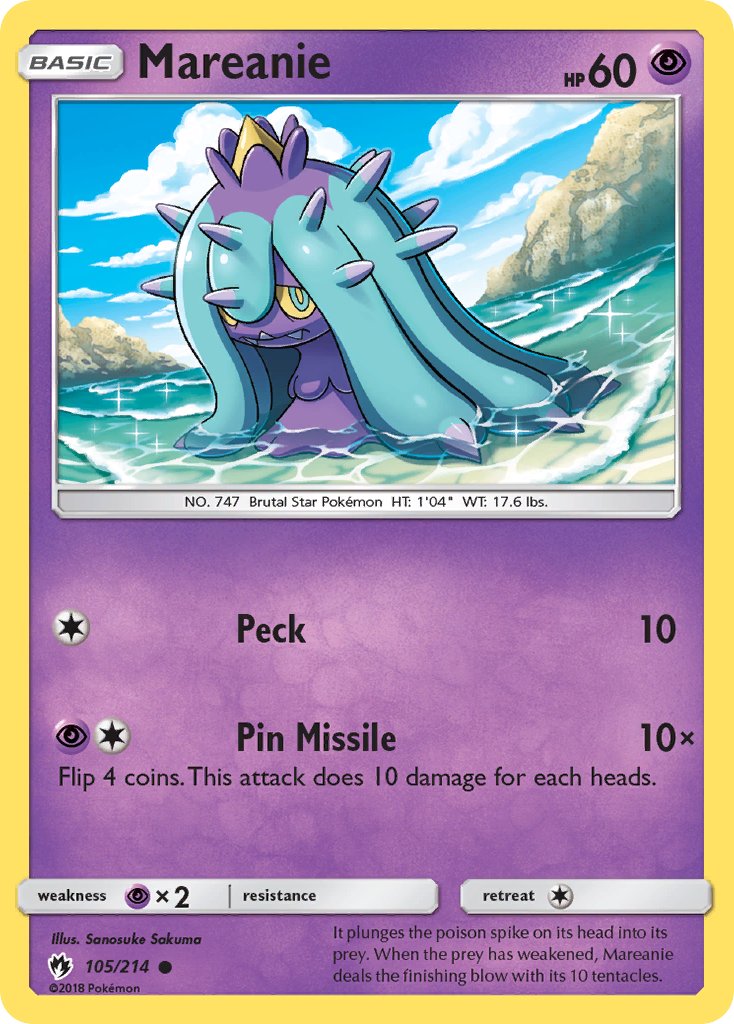 BASIC Mareanie HP 60
NO. 747 Brutal Star Pokémon HT: 1'04" WT: 17.6 lbs.
Peck 10
Pin Missile 10×
Flip 4 coins. This attack does 10 damage for each heads.
weakness × 2 resistance retreat
Illus. Sanosuke Sakuma
105/214
©2018 Pokémon
It plunges the poison spike on its head into its
prey. When the prey has weakened, Mareanie
deals the finishing blow with its 10 tentacles.